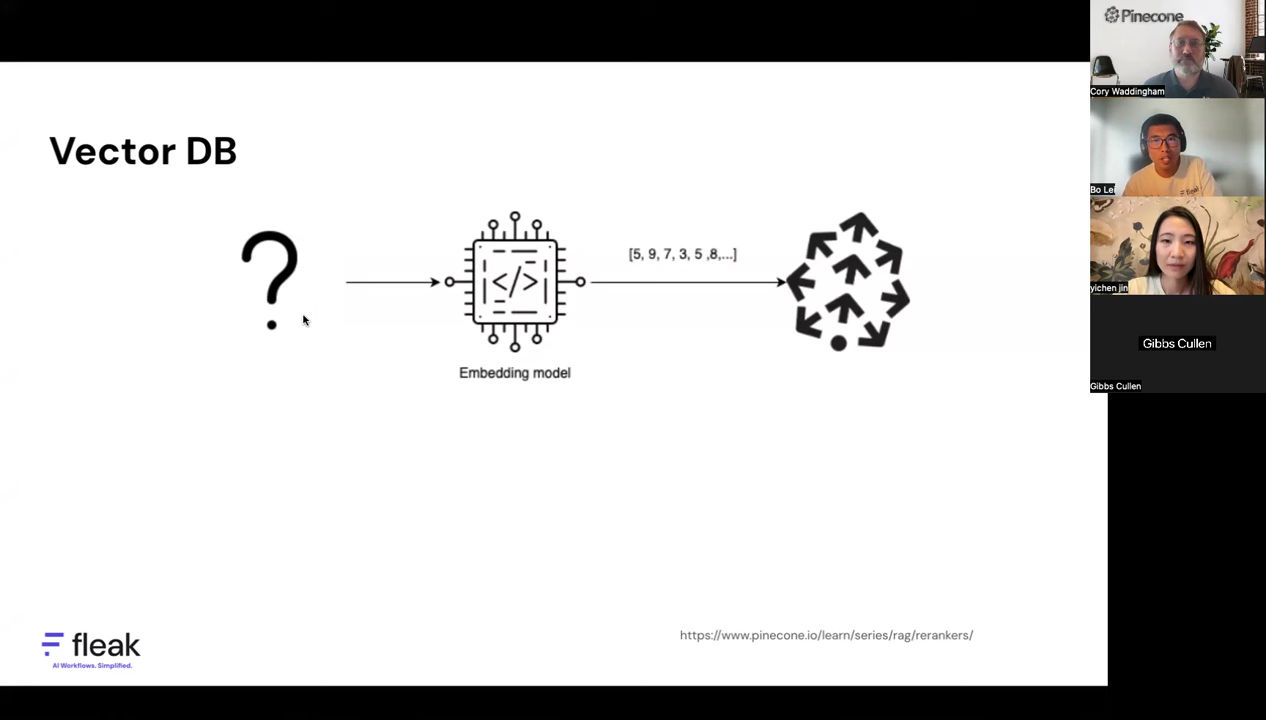 Pinecone
Cory Waddingham
Vector DB
Bo Lei
fleak
[5, 9, 7, 3, 5 ,8,...]
</>
yichen jin
Gibbs Cullen
Gibbs Cullen
Embedding model
https://www.pinecone.io/learn/series/rag/rerankers/
fleak
AI Workflows. Simplified.